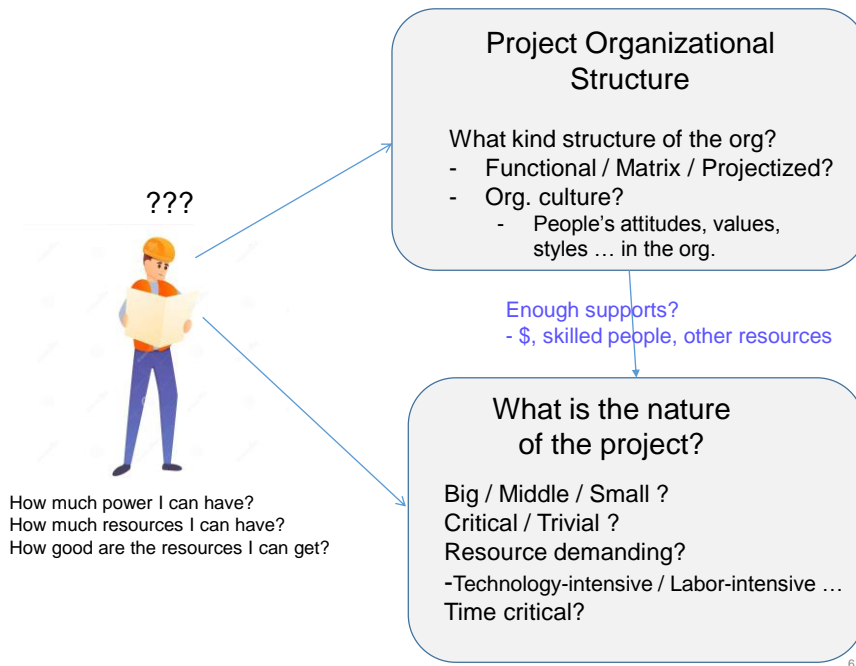 Project Organizational
Structure
What kind structure of the org?
- Functional / Matrix / Projectized?
- Org. culture?
- People's attitudes, values,
styles … in the org.
???
Enough supports?
- $, skilled people, other resources
What is the nature
of the project?
Big / Middle / Small ?
Critical / Trivial ?
Resource demanding?
-Technology-intensive / Labor-intensive …
Time critical?
How much power I can have?
How much resources I can have?
How good are the resources I can get?
6